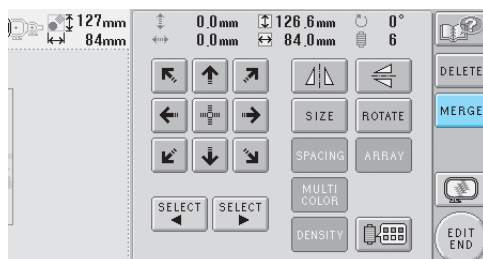 127mm 0.0mm 126.6mm 0°
84mm 0.0mm 84.0mm 6
DELETE
SIZE ROTATE MERGE
SPACING ARRAY
MULTI
COLOR
SELECT SELECT
DENSITY
EDIT
END